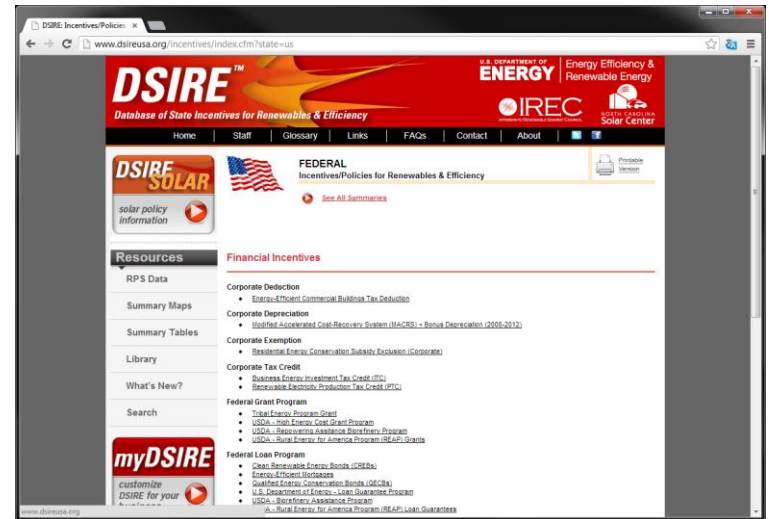 DSIRE: Incentives/Policies
www.dsireusa.org/incentives/index.cfm?state=us
DSIRE™
Database of State Incentives for Renewables & Efficiency
U.S. DEPARTMENT OF
ENERGY
Energy Efficiency &
Renewable Energy
IREC
NORTH CAROLINA
Solar Center
Home | Staff | Glossary | Links | FAQs | Contact | About
DSIRE
SOLAR
solar policy
information
FEDERAL
Incentives/Policies for Renewables & Efficiency
See All Summaries
Printable
Version
Resources
RPS Data
Summary Maps
Summary Tables
Library
What's New?
Search
myDSIRE
customize
DSIRE for your
Financial Incentives
Corporate Deduction
Energy-Efficient Commercial Buildings Tax Deduction
Corporate Depreciation
Modified Accelerated Cost-Recovery System (MACRS) + Bonus Depreciation (2008-2012)
Corporate Exemption
Residential Energy Conservation Subsidy Exclusion (Corporate)
Corporate Tax Credit
Business Energy Investment Tax Credit (ITC)
Renewable Electricity Production Tax Credit (PTC)
Federal Grant Program
Tribal Energy Program Grant
USDA - High Energy Cost Grant Program
USDA - Repowering Assistance Biorefinery Program
USDA - Rural Energy for America Program (REAP) Grants
Federal Loan Program
Clean Renewable Energy Bonds (CREBs)
Energy-Efficient Mortgages
Qualified Energy Conservation Bonds (QECBs)
U.S. Department of Energy - Loan Guarantee Program
USDA - Biorefinery Assistance Program
- Rural Energy for America Program (REAP) Loan Guarantees
www.dsireusa.org